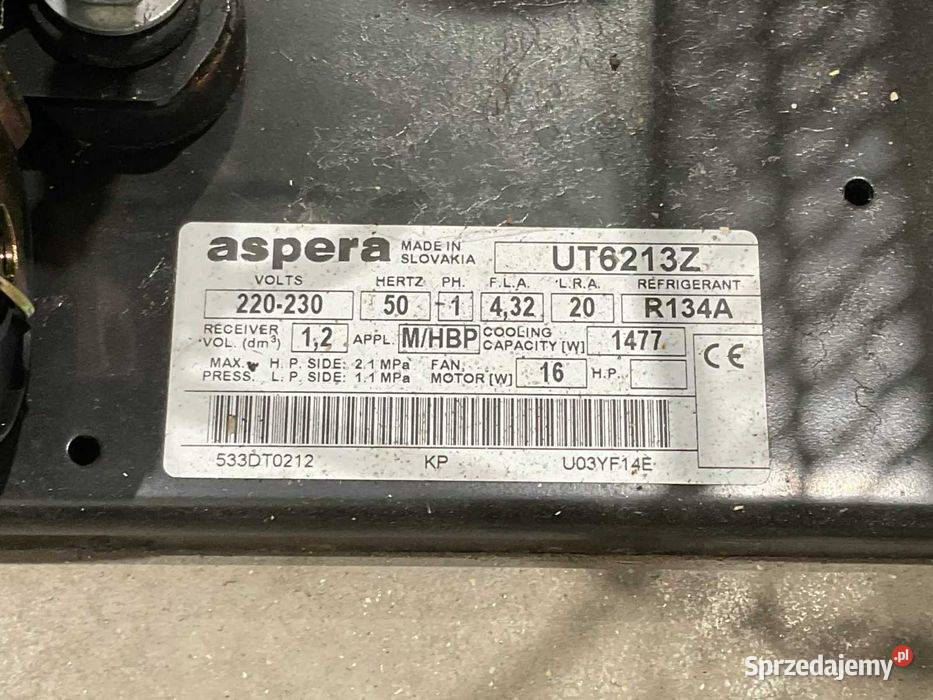 aspera MADE IN SLOVAKIA UT6213Z
VOLTS HERTZ PH. F.L.A. L.R.A. REFRIGERANT
220-230 50 1 4,32 20 R134A
RECEIVER VOL. (dm³) 1,2 APPL. M/HBP COOLING CAPACITY [W] 1477
MAX. PRESS. H.P. SIDE: 2.1 MPa L.P. SIDE: 1.1 MPa FAN. MOTOR [W] 16 H.P.
CE
533DT0212 KP U03YF14E
Sprzedajemy.pl